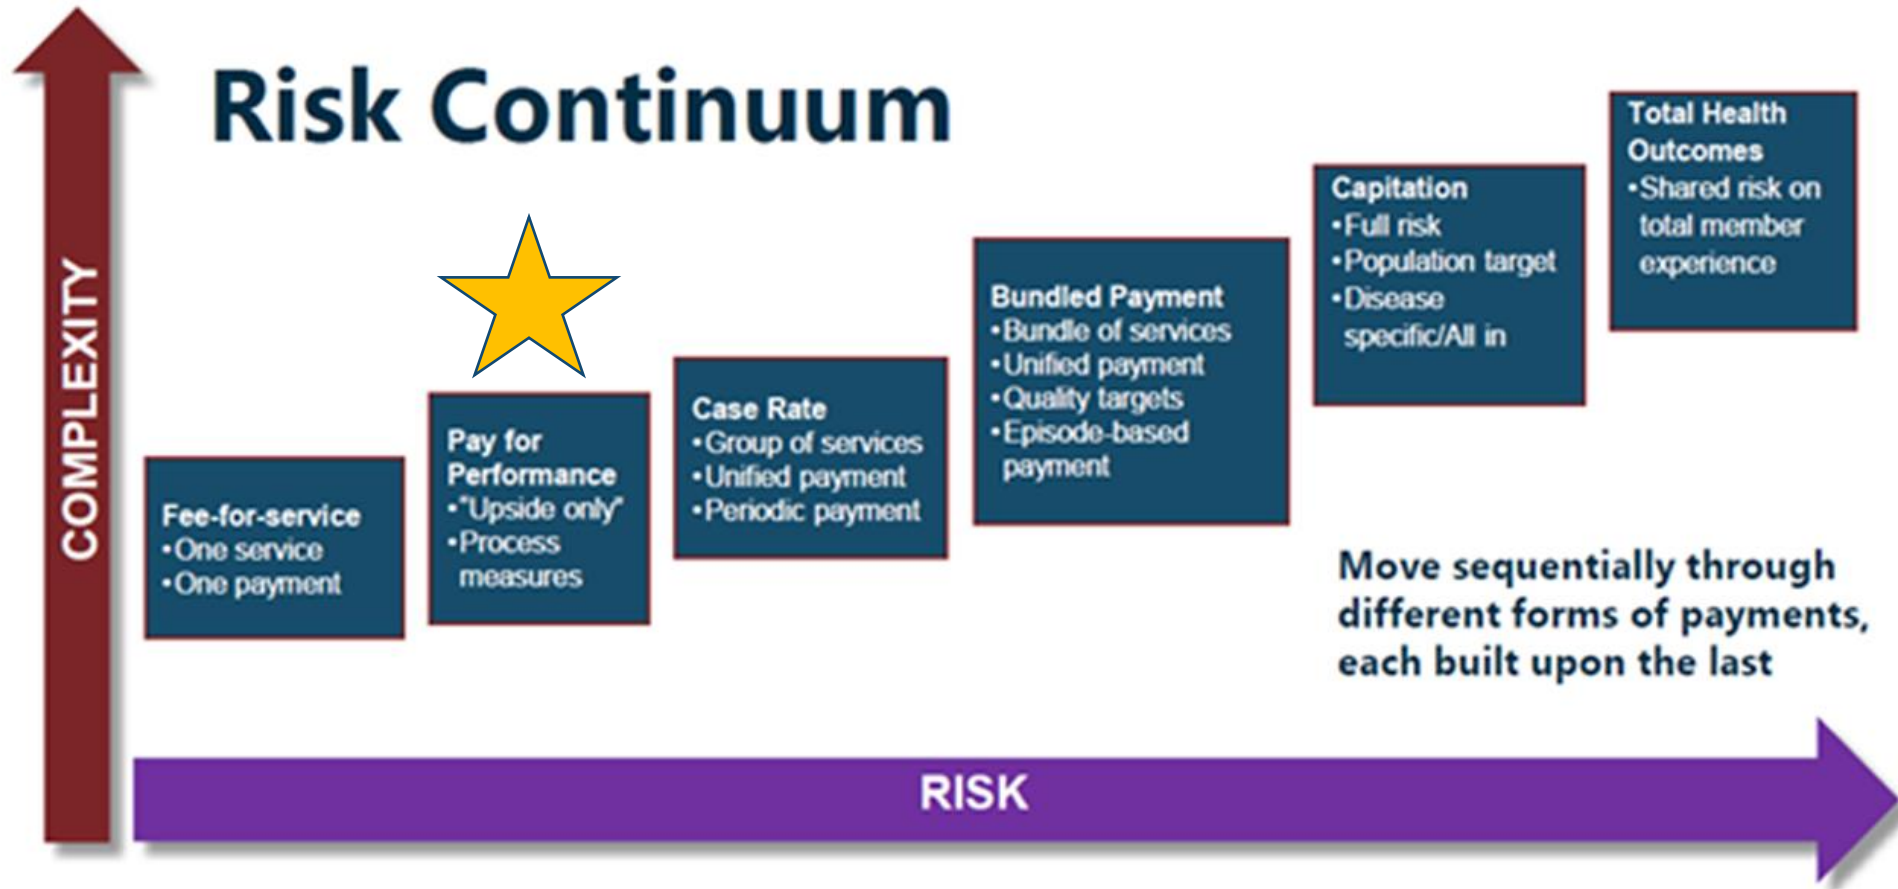 Risk Continuum
COMPLEXITY
Fee-for-service
•One service
•One payment
Pay for
Performance
•"Upside only"
•Process
measures
Case Rate
•Group of services
•Unified payment
•Periodic payment
Bundled Payment
•Bundle of services
•Unified payment
•Quality targets
•Episode-based
payment
Capitation
•Full risk
•Population target
•Disease
specific/All in
Total Health
Outcomes
•Shared risk on
total member
experience
Move sequentially through
different forms of payments,
each built upon the last
RISK